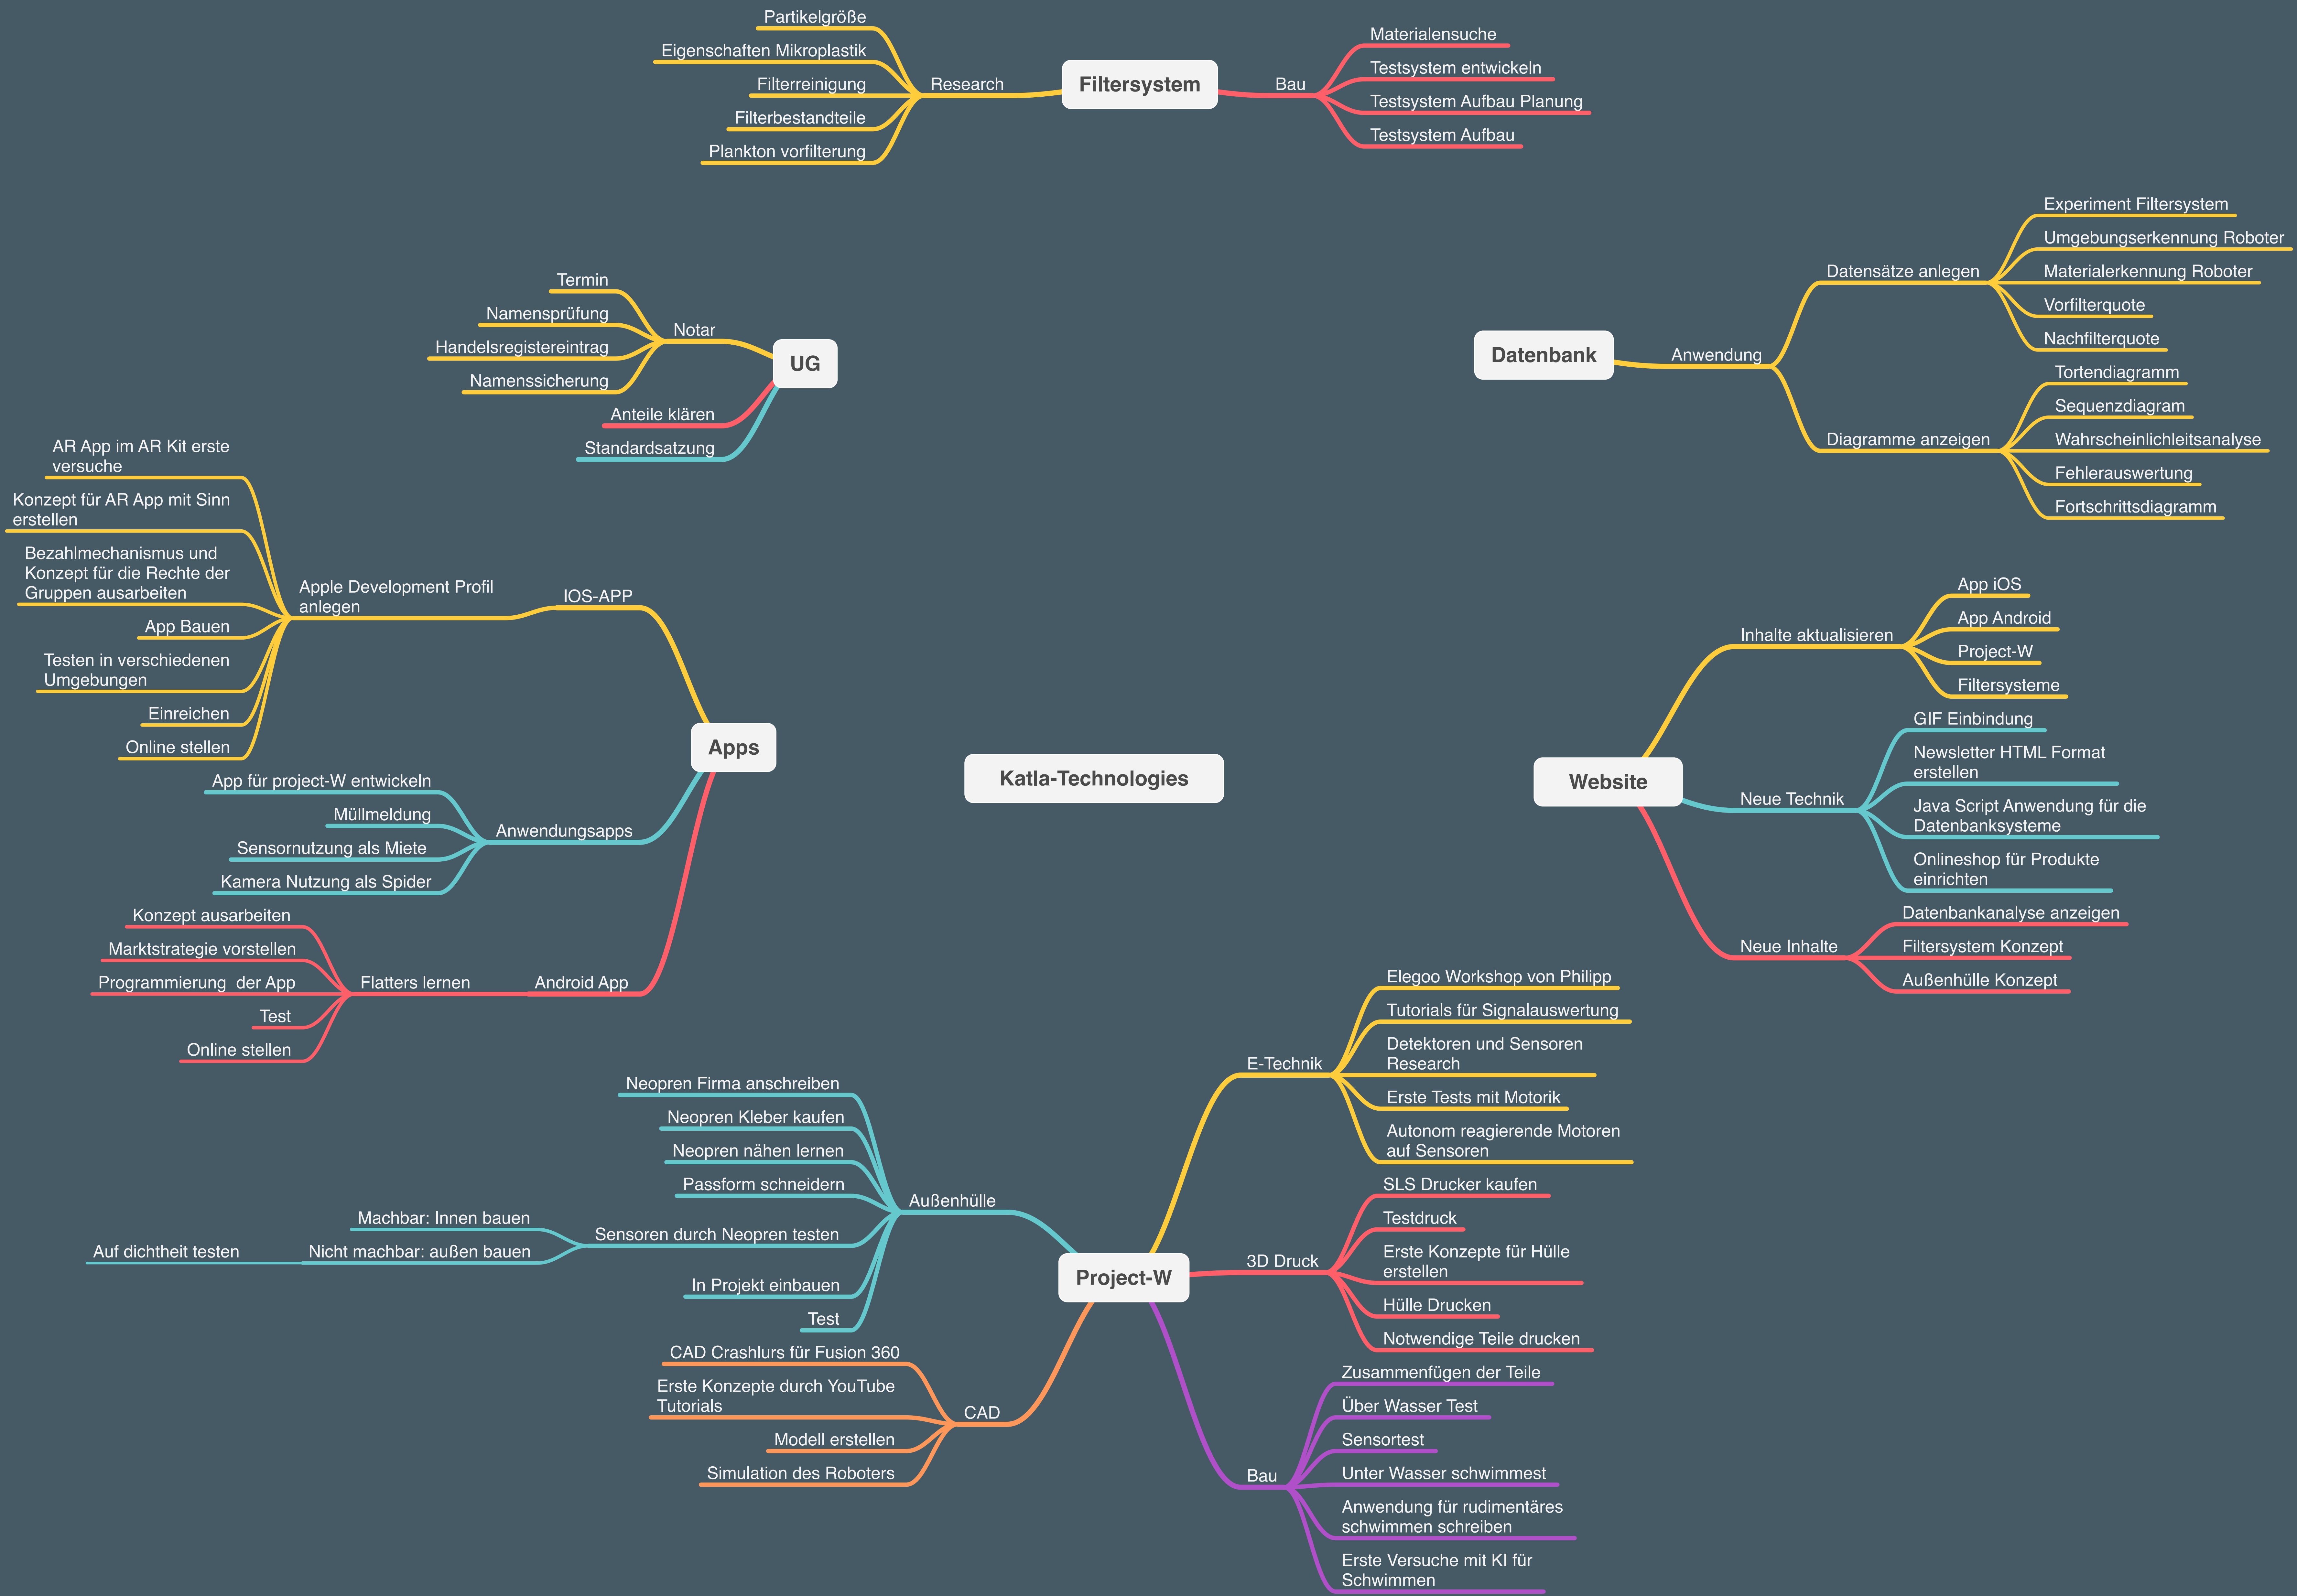 Filtersystem
Research
Partikelgröße
Eigenschaften Mikroplastik
Filterreinigung
Filterbestandteile
Plankton vorfilterung
Bau
Materialensuche
Testsystem entwickeln
Testsystem Aufbau Planung
Testsystem Aufbau
UG
Notar
Termin
Namensprüfung
Handelsregistereintrag
Namenssicherung
Anteile klären
Standardsatzung
Datenbank
Anwendung
Datensätze anlegen
Experiment Filtersystem
Umgebungserkennung Roboter
Materialerkennung Roboter
Vorfilterquote
Nachfilterquote
Diagramme anzeigen
Tortendiagramm
Sequenzdiagram
Wahrscheinlichleitsanalyse
Fehlerauswertung
Fortschrittsdiagramm
Apps
IOS-APP
Apple Development Profil
anlegen
AR App im AR Kit erste
versuche
Konzept für AR App mit Sinn
erstellen
Bezahlmechanismus und
Konzept für die Rechte der
Gruppen ausarbeiten
App Bauen
Testen in verschiedenen
Umgebungen
Einreichen
Online stellen
Anwendungsapps
App für project-W entwickeln
Müllmeldung
Sensornutzung als Miete
Kamera Nutzung als Spider
Android App
Flatters lernen
Konzept ausarbeiten
Marktstrategie vorstellen
Programmierung  der App
Test
Online stellen
Katla-Technologies
Website
Inhalte aktualisieren
App iOS
App Android
Project-W
Filtersysteme
Neue Technik
GIF Einbindung
Newsletter HTML Format
erstellen
Java Script Anwendung für die
Datenbanksysteme
Onlineshop für Produkte
einrichten
Neue Inhalte
Datenbankanalyse anzeigen
Filtersystem Konzept
Außenhülle Konzept
Project-W
Außenhülle
Neopren Firma anschreiben
Neopren Kleber kaufen
Neopren nähen lernen
Passform schneidern
Sensoren durch Neopren testen
Machbar: Innen bauen
Nicht machbar: außen bauen
Auf dichtheit testen
In Projekt einbauen
Test
CAD
CAD Crashlurs für Fusion 360
Erste Konzepte durch YouTube
Tutorials
Modell erstellen
Simulation des Roboters
E-Technik
Elegoo Workshop von Philipp
Tutorials für Signalauswertung
Detektoren und Sensoren
Research
Erste Tests mit Motorik
Autonom reagierende Motoren
auf Sensoren
3D Druck
SLS Drucker kaufen
Testdruck
Erste Konzepte für Hülle
erstellen
Hülle Drucken
Notwendige Teile drucken
Bau
Zusammenfügen der Teile
Über Wasser Test
Sensortest
Unter Wasser schwimmest
Anwendung für rudimentäres
schwimmen schreiben
Erste Versuche mit KI für
Schwimmen